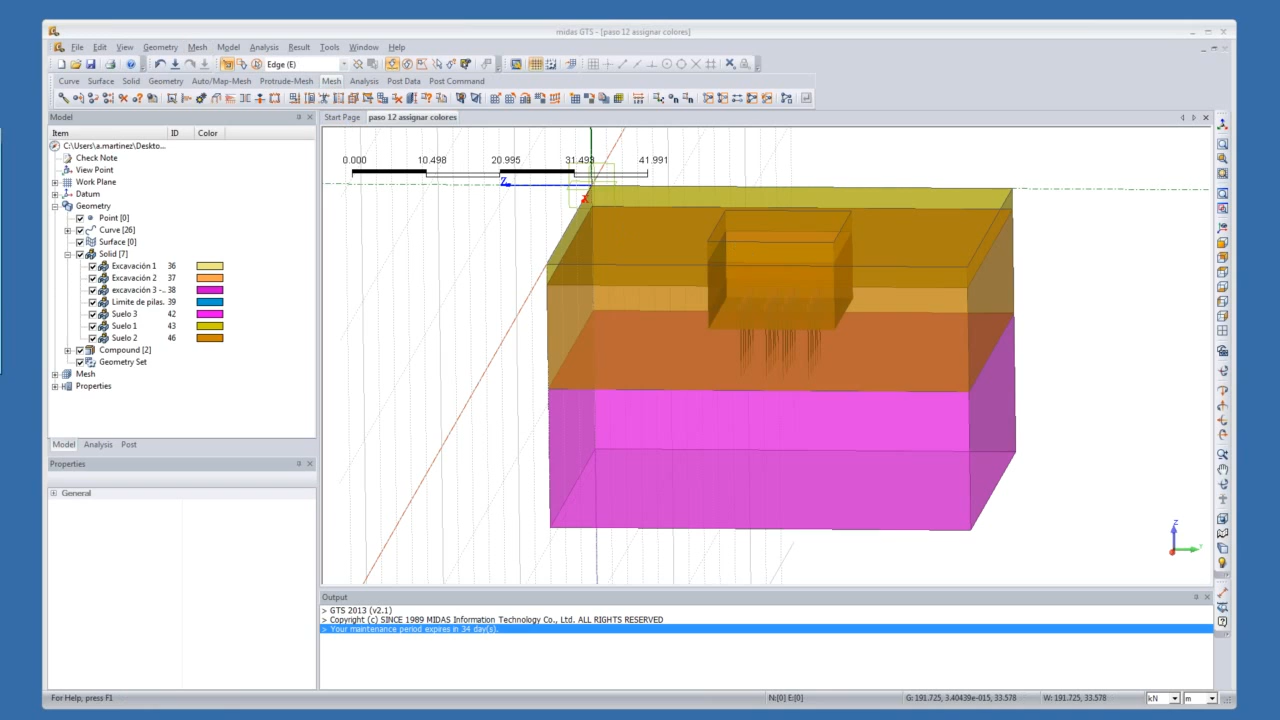 midas GTS - [paso 12 assignar colores]
File Edit View Geometry Mesh Model Analysis Result Tools Window Help
Edge (E)
Curve Surface Solid Geometry Auto/Map-Mesh Protrude-Mesh Mesh Analysis Post Data Post Command
Model
Start Page paso 12 assignar colores
Item ID Color
C:\Users\a.martinez\Deskto...
Check Note
View Point
Work Plane
Datum
Geometry
Point [0]
Curve [26]
Surface [0]
Solid [7]
Excavación 1 36
Excavación 2 37
excavación 3 -.. 38
Limite de pilas. 39
Suelo 3 42
Suelo 1 43
Suelo 2 46
Compound [2]
Geometry Set
Mesh
Properties
0.000 10.498 20.995 31.493 41.991
Z
X
Z
Y
Model Analysis Post
Properties
General
Output
> GTS 2013 (v2.1)
> Copyright (c) SINCE 1989 MIDAS Information Technology Co., Ltd. ALL RIGHTS RESERVED
> Your maintenance period expires in 34 day(s).
For Help, press F1 N:[0] E:[0] G: 191.725, 3.40439e-015, 33.578 W: 191.725, 33.578 kN m